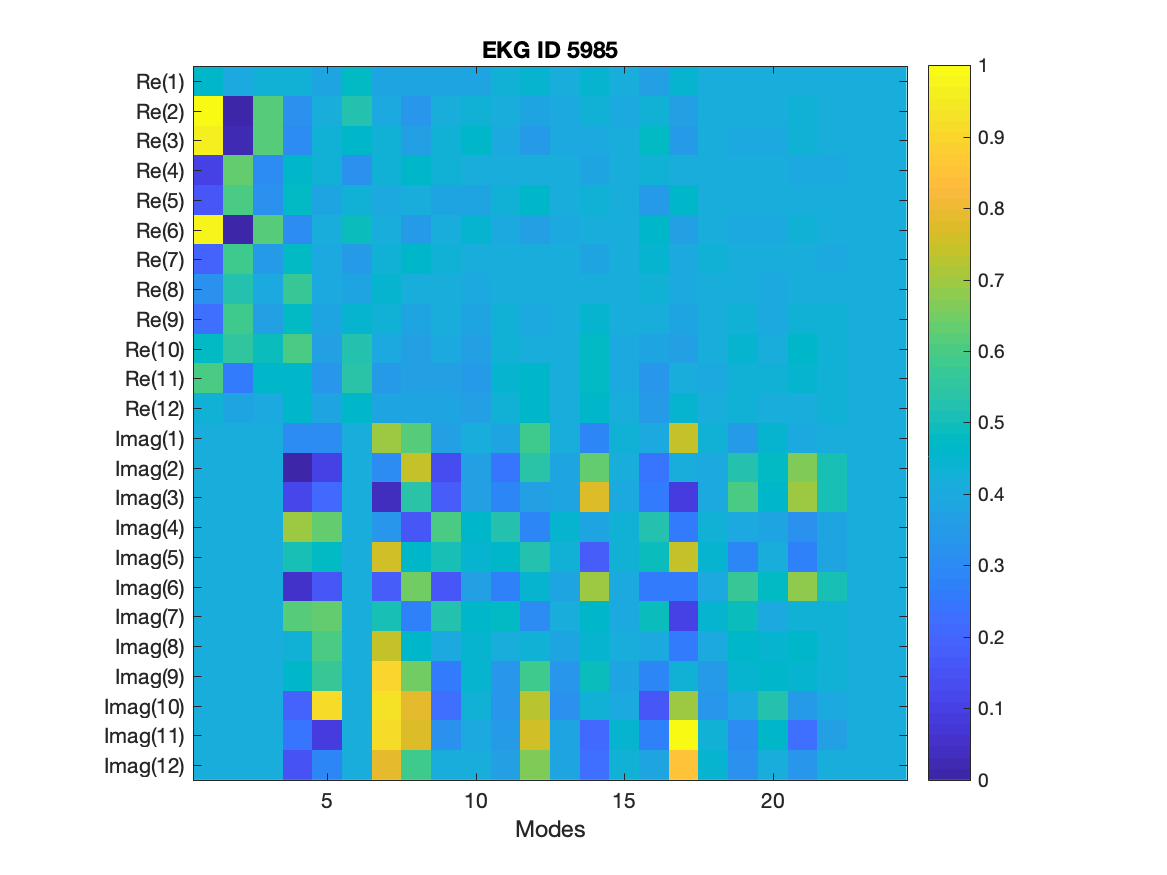 EKG ID 5985
Re(1)
Re(2)
Re(3)
Re(4)
Re(5)
Re(6)
Re(7)
Re(8)
Re(9)
Re(10)
Re(11)
Re(12)
Imag(1)
Imag(2)
Imag(3)
Imag(4)
Imag(5)
Imag(6)
Imag(7)
Imag(8)
Imag(9)
Imag(10)
Imag(11)
Imag(12)
5 10 15 20
Modes
1
0.9
0.8
0.7
0.6
0.5
0.4
0.3
0.2
0.1
0